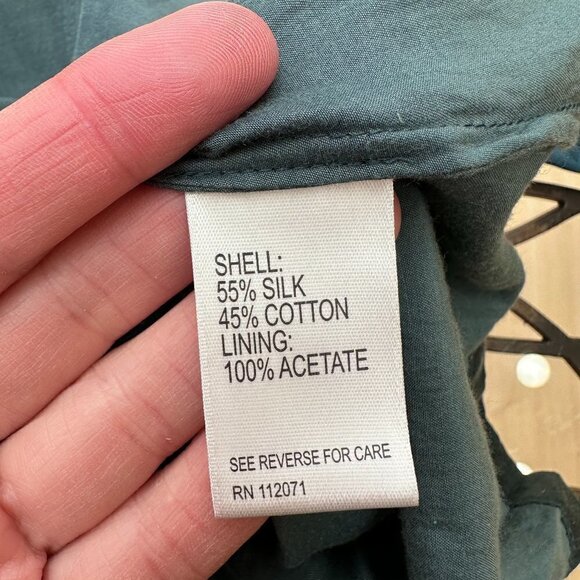 SHELL:
55% SILK
45% COTTON
LINING:
100% ACETATE
SEE REVERSE FOR CARE
RN 112071